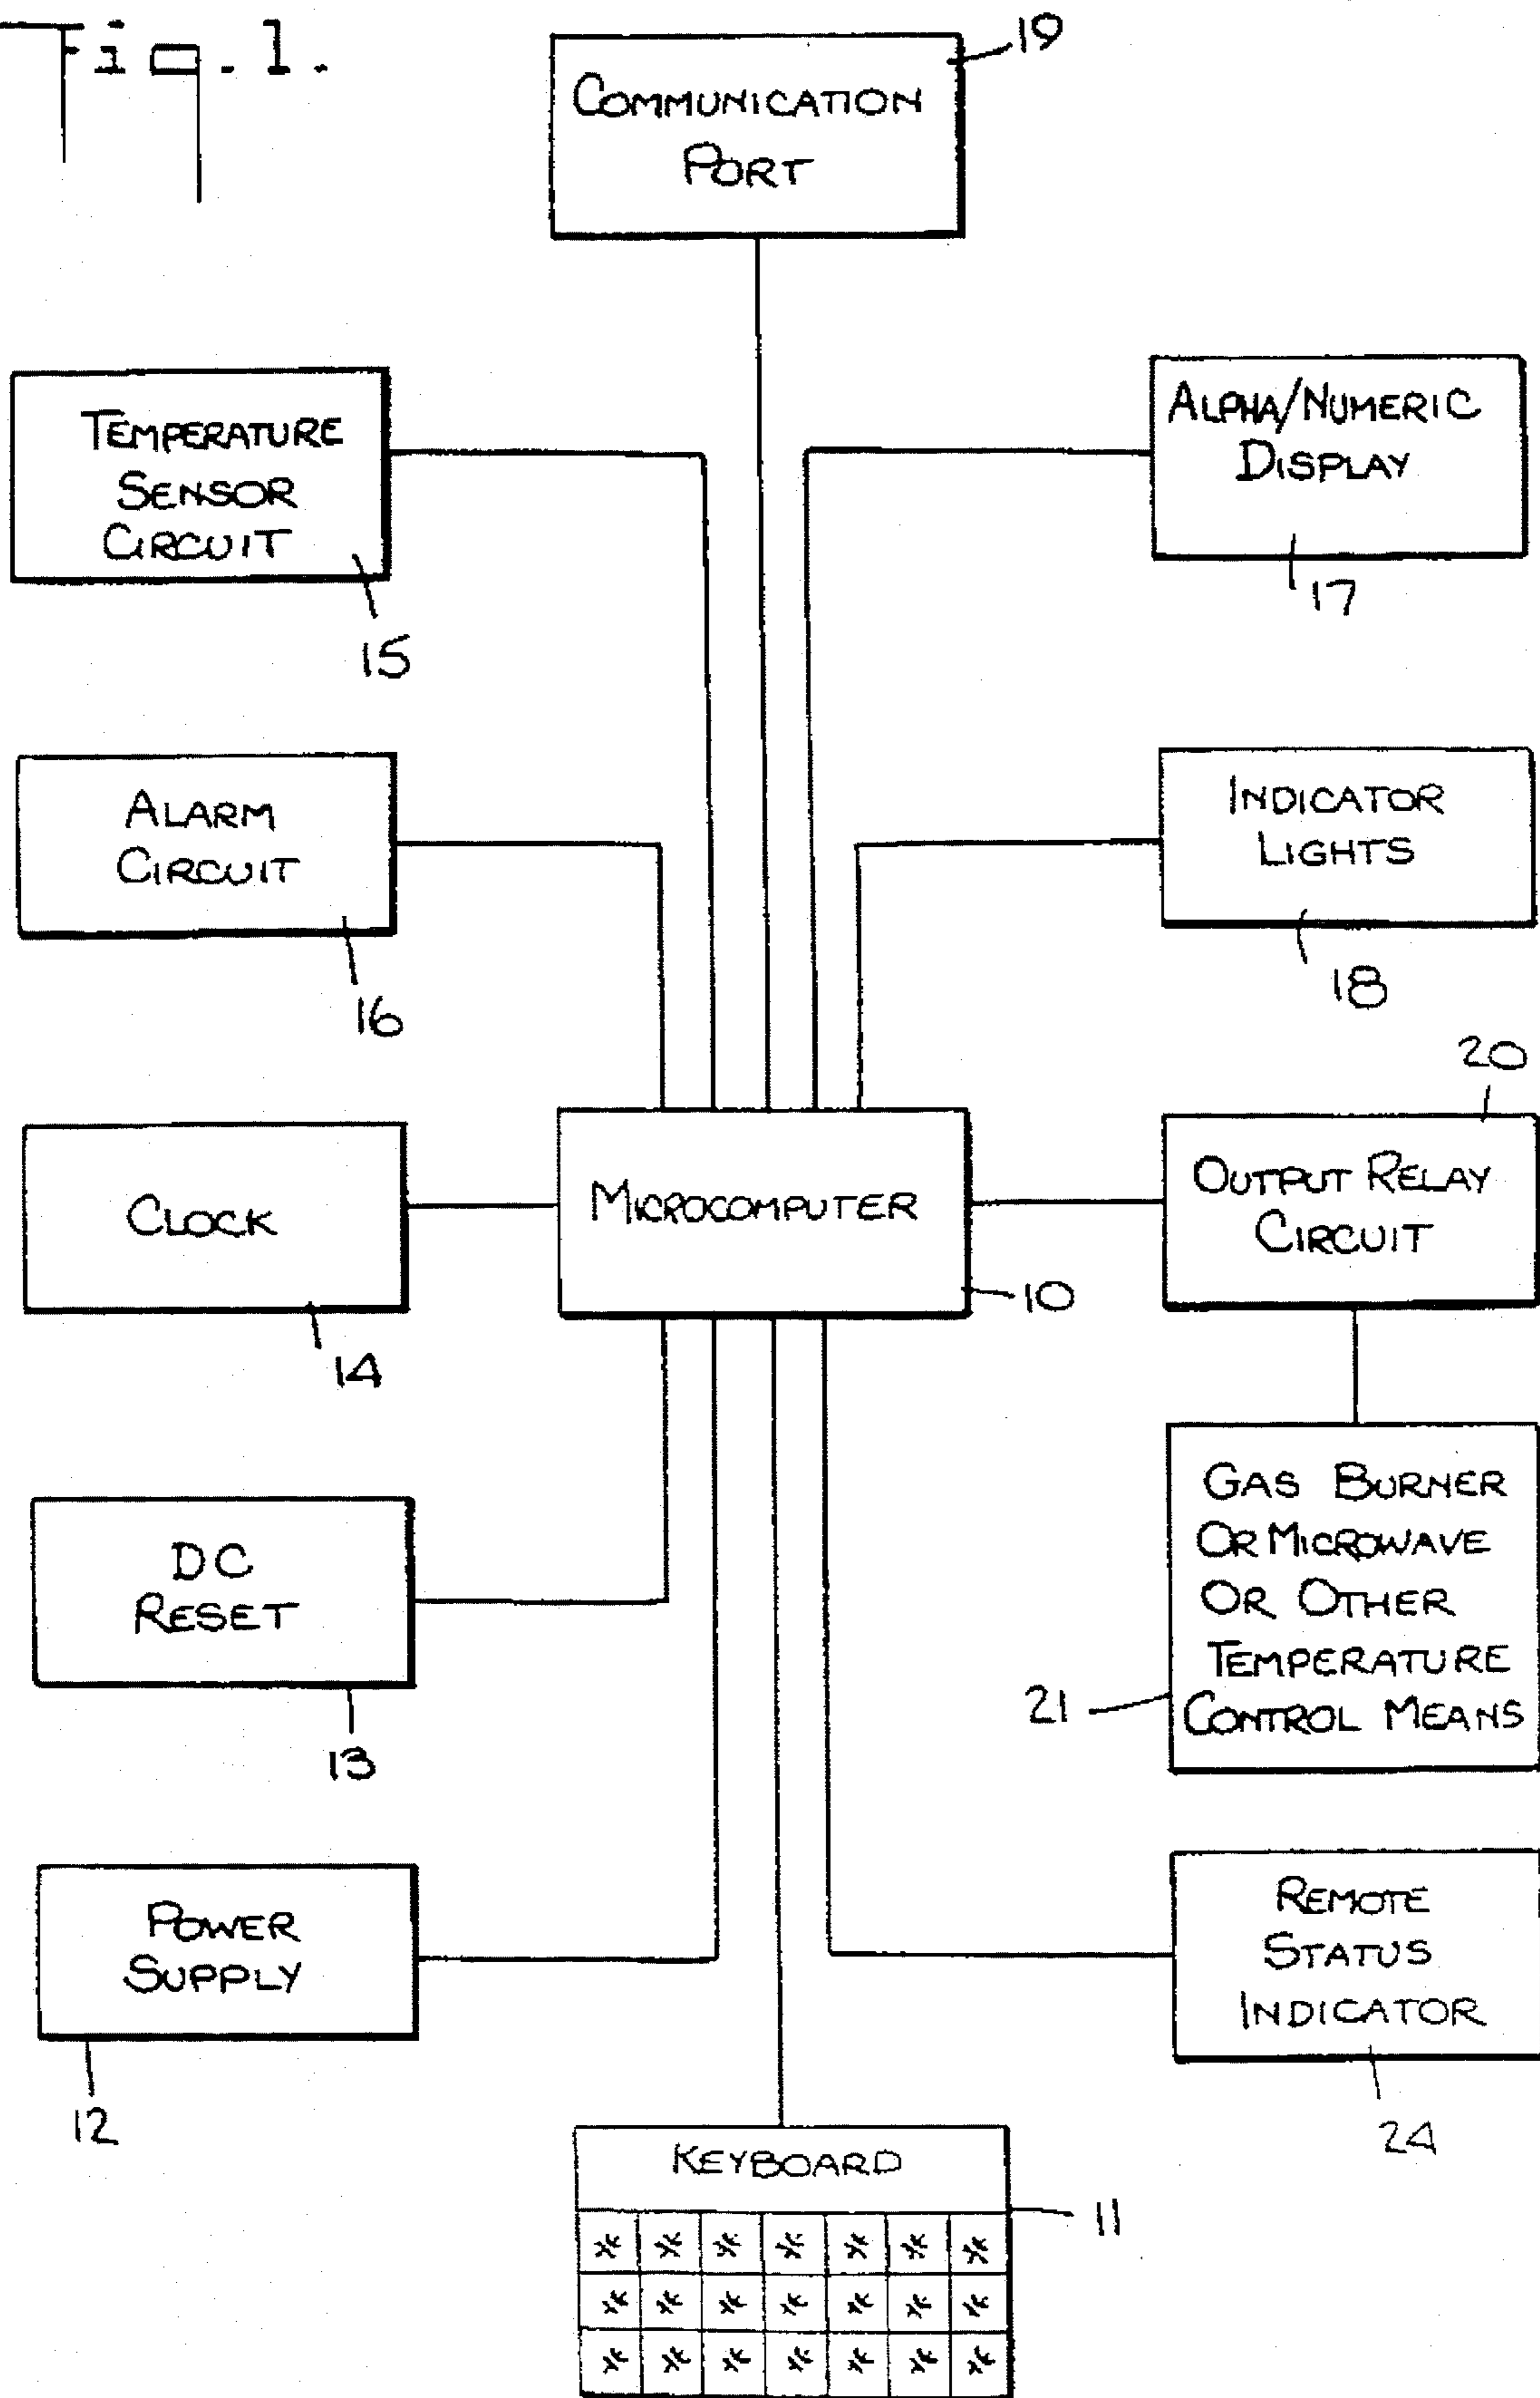 Fig. 1.
19
COMMUNICATION
PORT
TEMPERATURE
SENSOR
CIRCUIT
15
ALPHA/NUMERIC
DISPLAY
17
ALARM
CIRCUIT
16
INDICATOR
LIGHTS
18
CLOCK
14
MICROCOMPUTER
10
20
OUTPUT RELAY
CIRCUIT
DC
RESET
13
GAS BURNER
OR MICROWAVE
OR OTHER
TEMPERATURE
CONTROL MEANS
21
POWER
SUPPLY
12
REMOTE
STATUS
INDICATOR
24
KEYBOARD
11
* * * * * * *
* * * * * * *
* * * * * * *